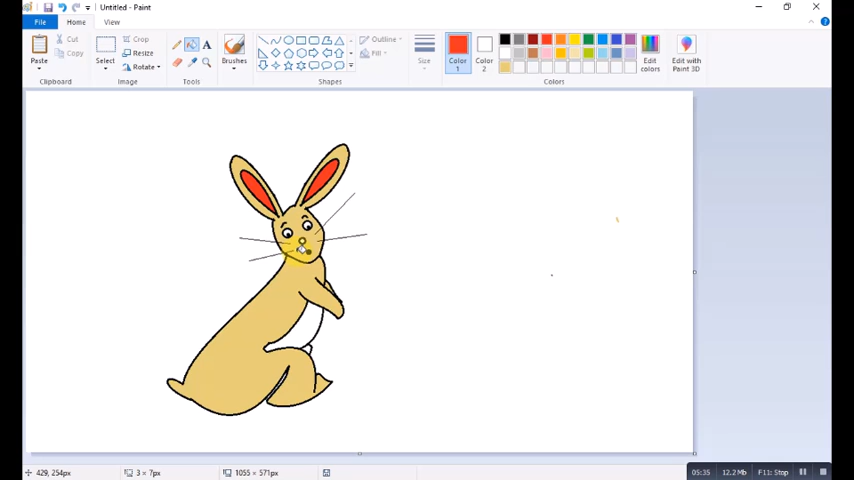 Untitled - Paint
File Home View
Paste
Cut
Copy
Clipboard
Select
Crop
Resize
Rotate
Image
A
Tools
Brushes
Outline
Fill
Shapes
Size
Color 1
Color 2
Edit colors
Colors
Edit with Paint 3D
429, 254px
3 × 7px
1055 × 571px
05:35
12.2 Mb
F11: Stop